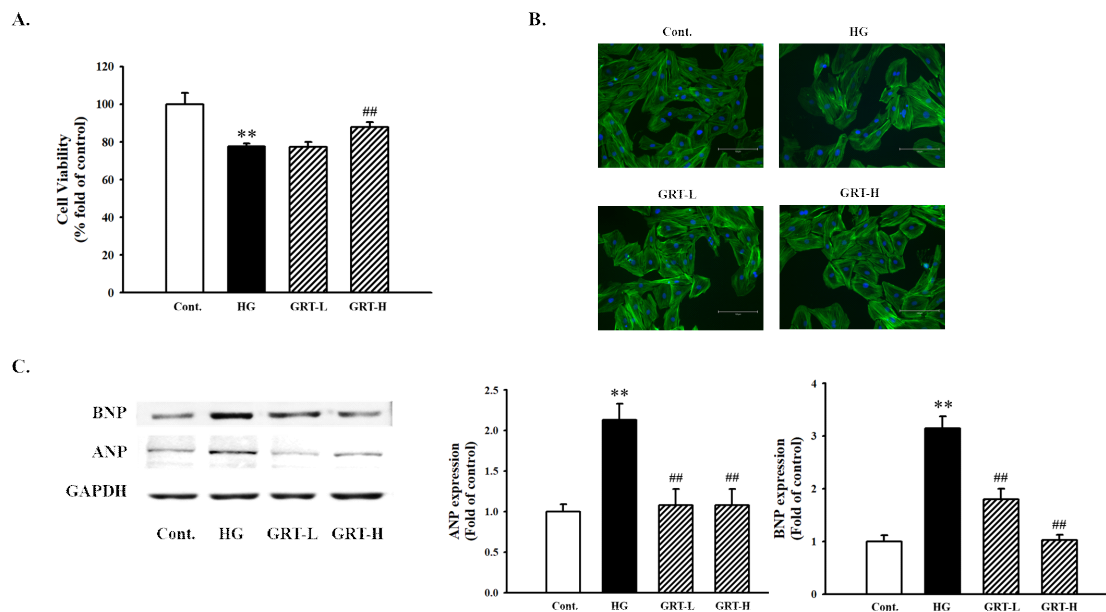 A.
Cell Viability
(% fold of control)
120
100
80
60
40
20
0
**
##
Cont.
HG
GRT-L
GRT-H
B.
Cont.
HG
GRT-L
GRT-H
C.
BNP
ANP
GAPDH
Cont.
HG
GRT-L
GRT-H
ANP expression
(Fold of control)
2.5
2.0
1.5
1.0
0.5
0.0
**
##
##
Cont.
HG
GRT-L
GRT-H
BNP expression
(Fold of control)
4
3
2
1
0
**
##
##
Cont.
HG
GRT-L
GRT-H